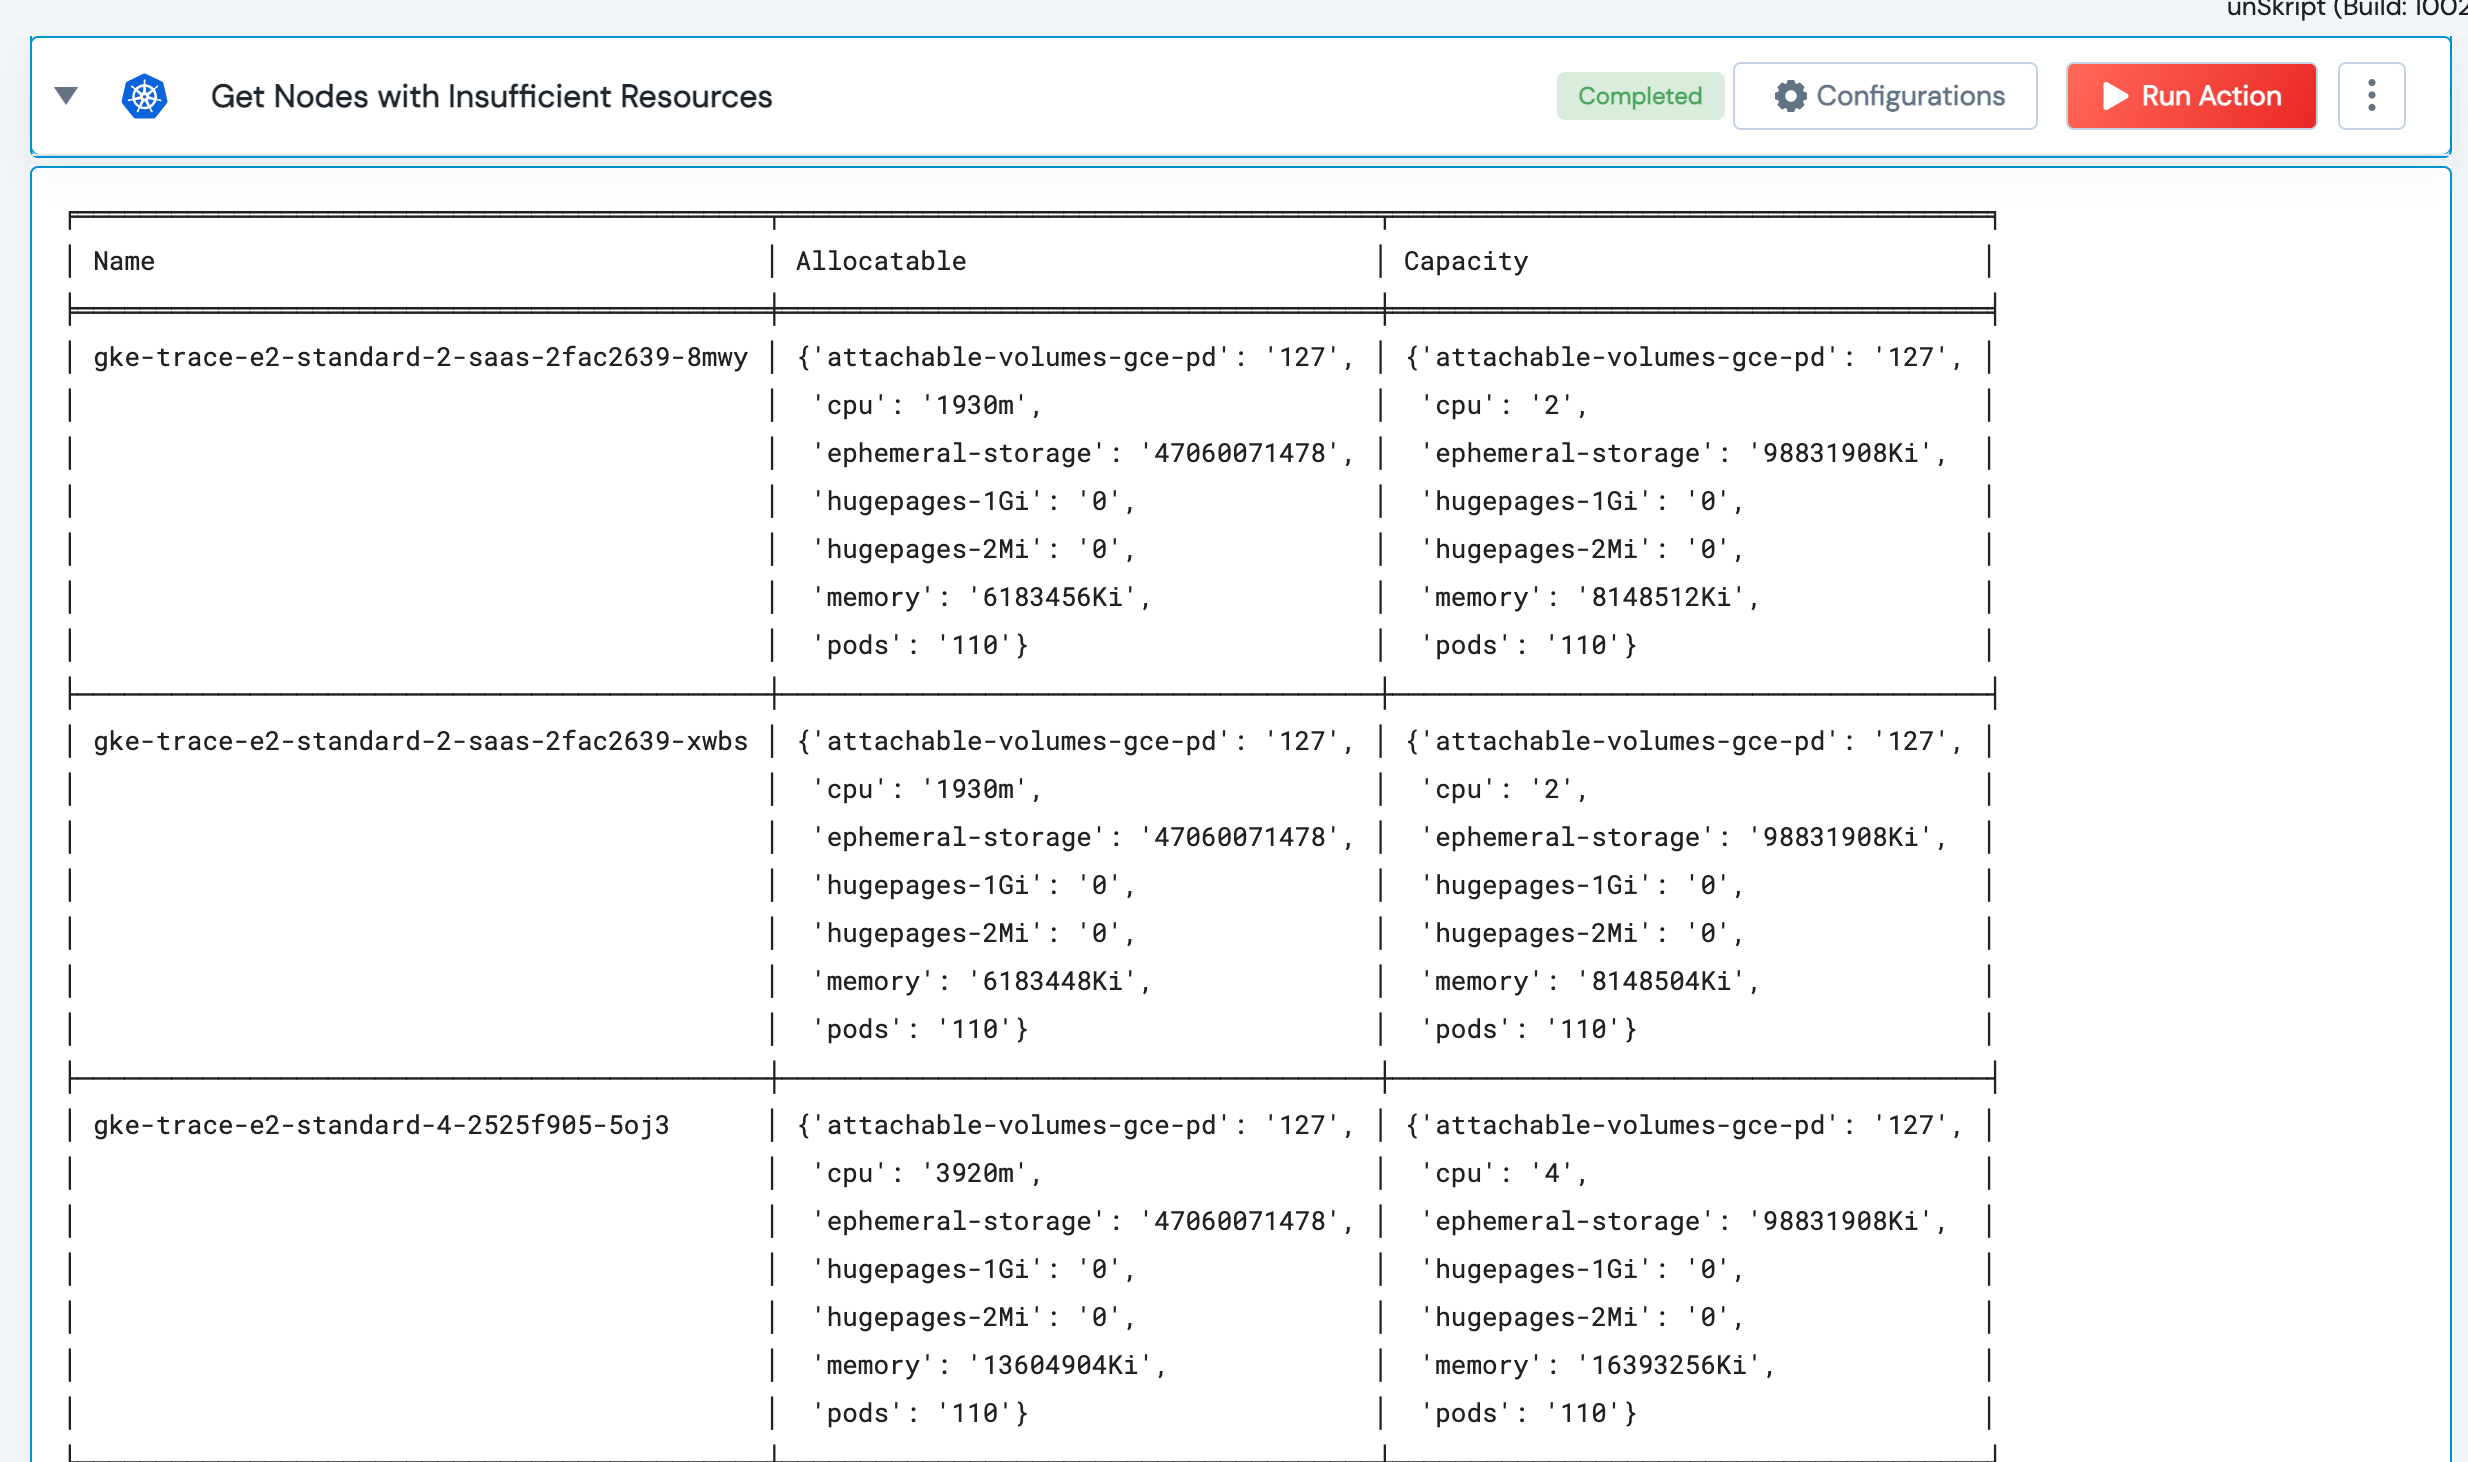 unSkript (Build: 1002
Get Nodes with Insufficient Resources Completed Configurations Run Action
Name Allocatable Capacity
gke-trace-e2-standard-2-saas-2fac2639-8mwy {'attachable-volumes-gce-pd': '127', {'attachable-volumes-gce-pd': '127',
'cpu': '1930m', 'cpu': '2',
'ephemeral-storage': '47060071478', 'ephemeral-storage': '98831908Ki',
'hugepages-1Gi': '0', 'hugepages-1Gi': '0',
'hugepages-2Mi': '0', 'hugepages-2Mi': '0',
'memory': '6183456Ki', 'memory': '8148512Ki',
'pods': '110'} 'pods': '110'}
gke-trace-e2-standard-2-saas-2fac2639-xwbs {'attachable-volumes-gce-pd': '127', {'attachable-volumes-gce-pd': '127',
'cpu': '1930m', 'cpu': '2',
'ephemeral-storage': '47060071478', 'ephemeral-storage': '98831908Ki',
'hugepages-1Gi': '0', 'hugepages-1Gi': '0',
'hugepages-2Mi': '0', 'hugepages-2Mi': '0',
'memory': '6183448Ki', 'memory': '8148504Ki',
'pods': '110'} 'pods': '110'}
gke-trace-e2-standard-4-2525f905-5oj3 {'attachable-volumes-gce-pd': '127', {'attachable-volumes-gce-pd': '127',
'cpu': '3920m', 'cpu': '4',
'ephemeral-storage': '47060071478', 'ephemeral-storage': '98831908Ki',
'hugepages-1Gi': '0', 'hugepages-1Gi': '0',
'hugepages-2Mi': '0', 'hugepages-2Mi': '0',
'memory': '13604904Ki', 'memory': '16393256Ki',
'pods': '110'} 'pods': '110'}